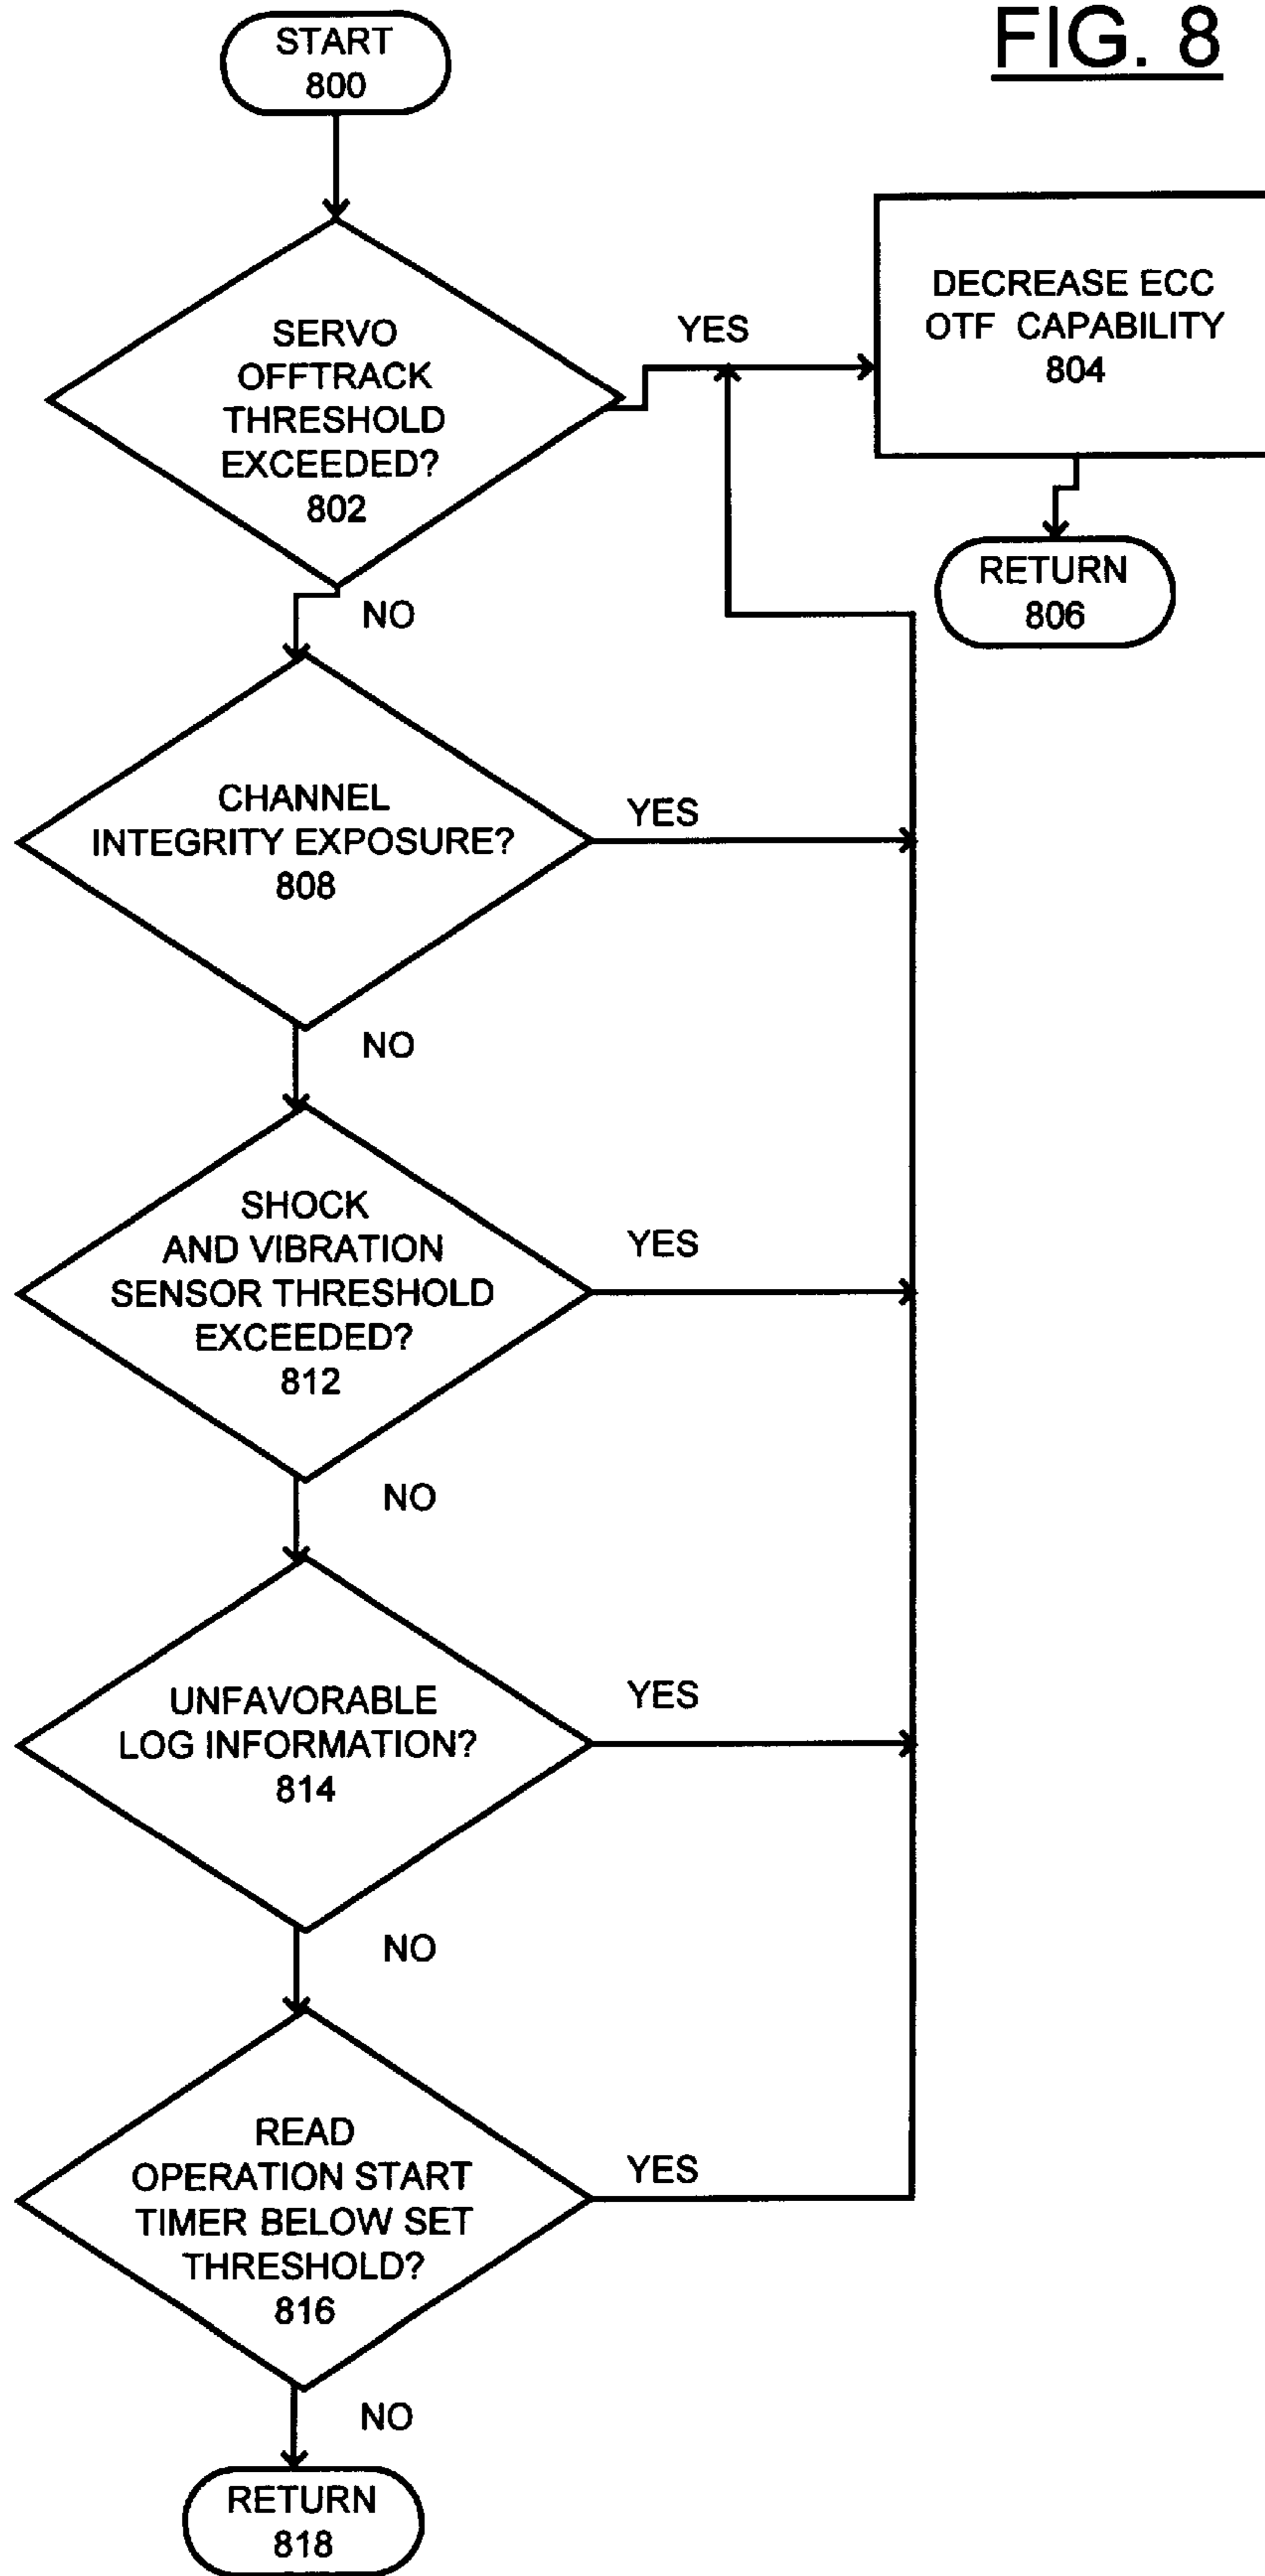 FIG. 8
START
800
SERVO
OFFTRACK
THRESHOLD
EXCEEDED?
802
YES
DECREASE ECC
OTF CAPABILITY
804
RETURN
806
NO
CHANNEL
INTEGRITY EXPOSURE?
808
YES
NO
SHOCK
AND VIBRATION
SENSOR THRESHOLD
EXCEEDED?
812
YES
NO
UNFAVORABLE
LOG INFORMATION?
814
YES
NO
READ
OPERATION START
TIMER BELOW SET
THRESHOLD?
816
YES
NO
RETURN
818